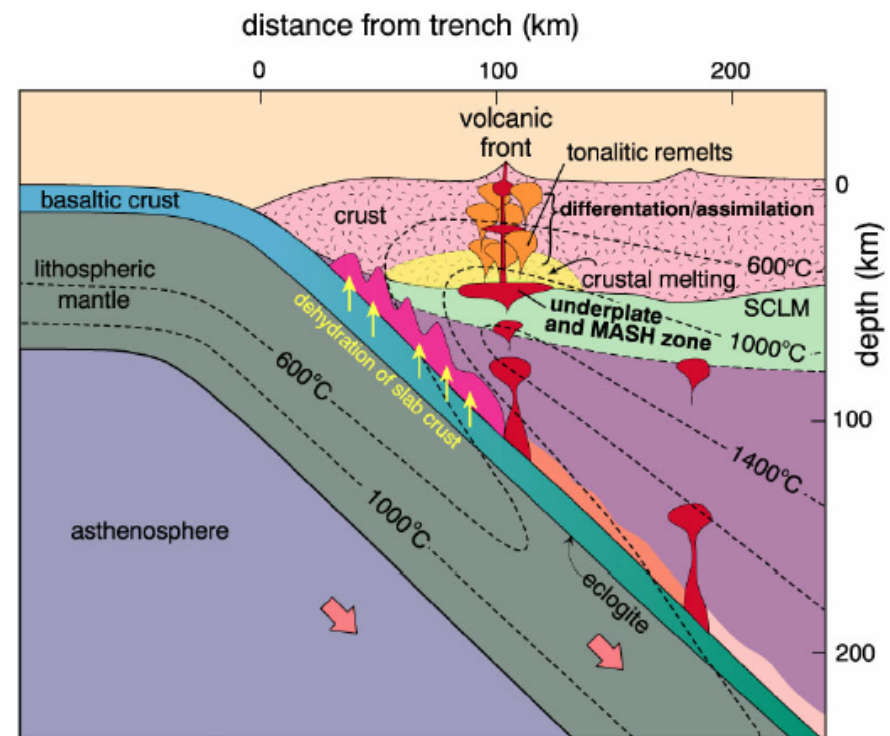 distance from trench (km)
0
100
200
volcanic
front
tonalitic remelts
0
basaltic crust
crust
differentation/assimilation
lithospheric
mantle
600°C
crustal melting
SCLM
underplate
and MASH zone
1000°C
depth (km)
dehydration of slab crust
600°C
100
1400°C
1000°C
asthenosphere
eclogite
200